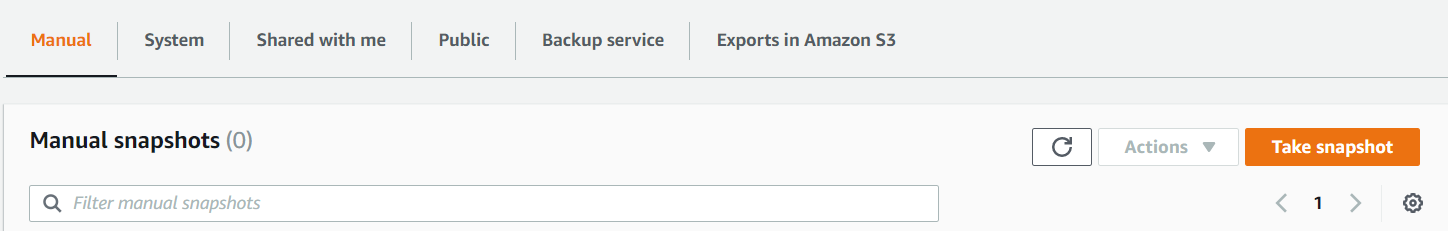 Manual System Shared with me Public Backup service Exports in Amazon S3
Manual snapshots (0)
Actions Take snapshot
Filter manual snapshots
1